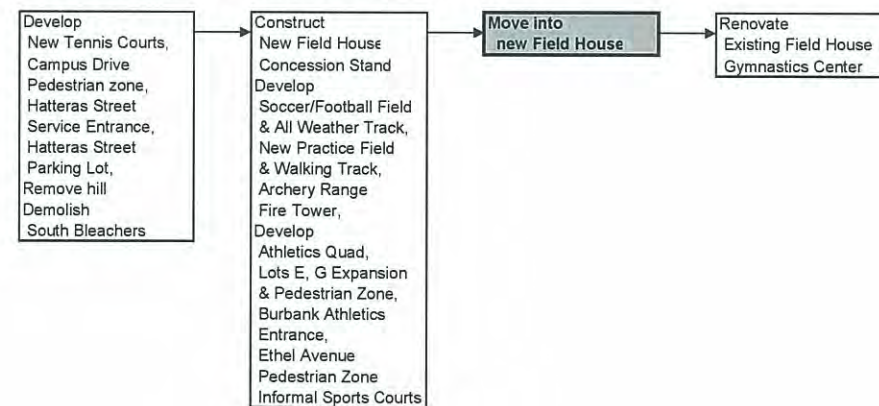 Develop
New Tennis Courts,
Campus Drive
Pedestrian zone,
Hatteras Street
Service Entrance,
Hatteras Street
Parking Lot,
Remove hill
Demolish
South Bleachers
Construct
New Field House
Concession Stand
Develop
Soccer/Football Field
& All Weather Track,
New Practice Field
& Walking Track,
Archery Range
Fire Tower,
Develop
Athletics Quad,
Lots E, G Expansion
& Pedestrian Zone,
Burbank Athletics
Entrance,
Ethel Avenue
Pedestrian Zone
Informal Sports Courts
Move into
new Field House
Renovate
Existing Field House
Gymnastics Center